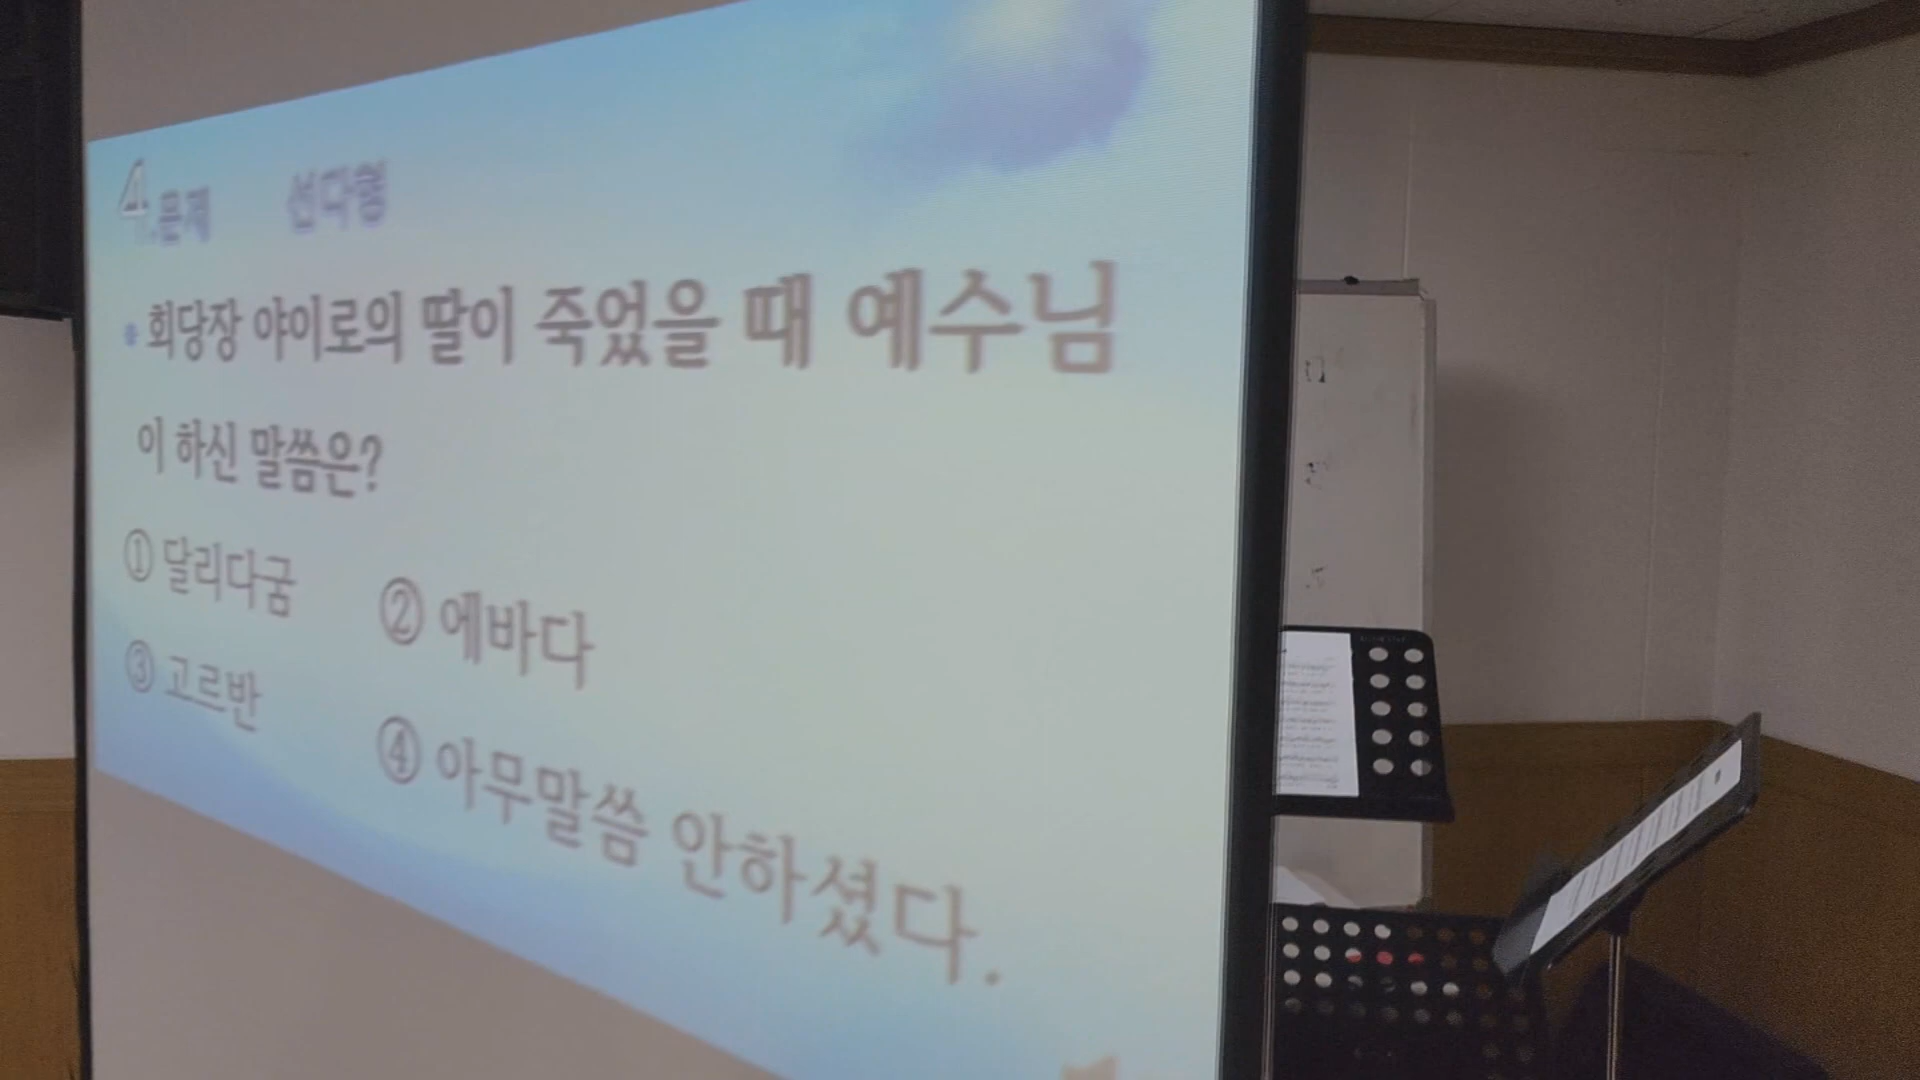 4.문제 선다형
회당장 야이로의 딸이 죽었을 때 예수님
이 하신 말씀은?
① 달리다굼 ② 에바다
③ 고르반 ④ 아무말씀 안하셨다.